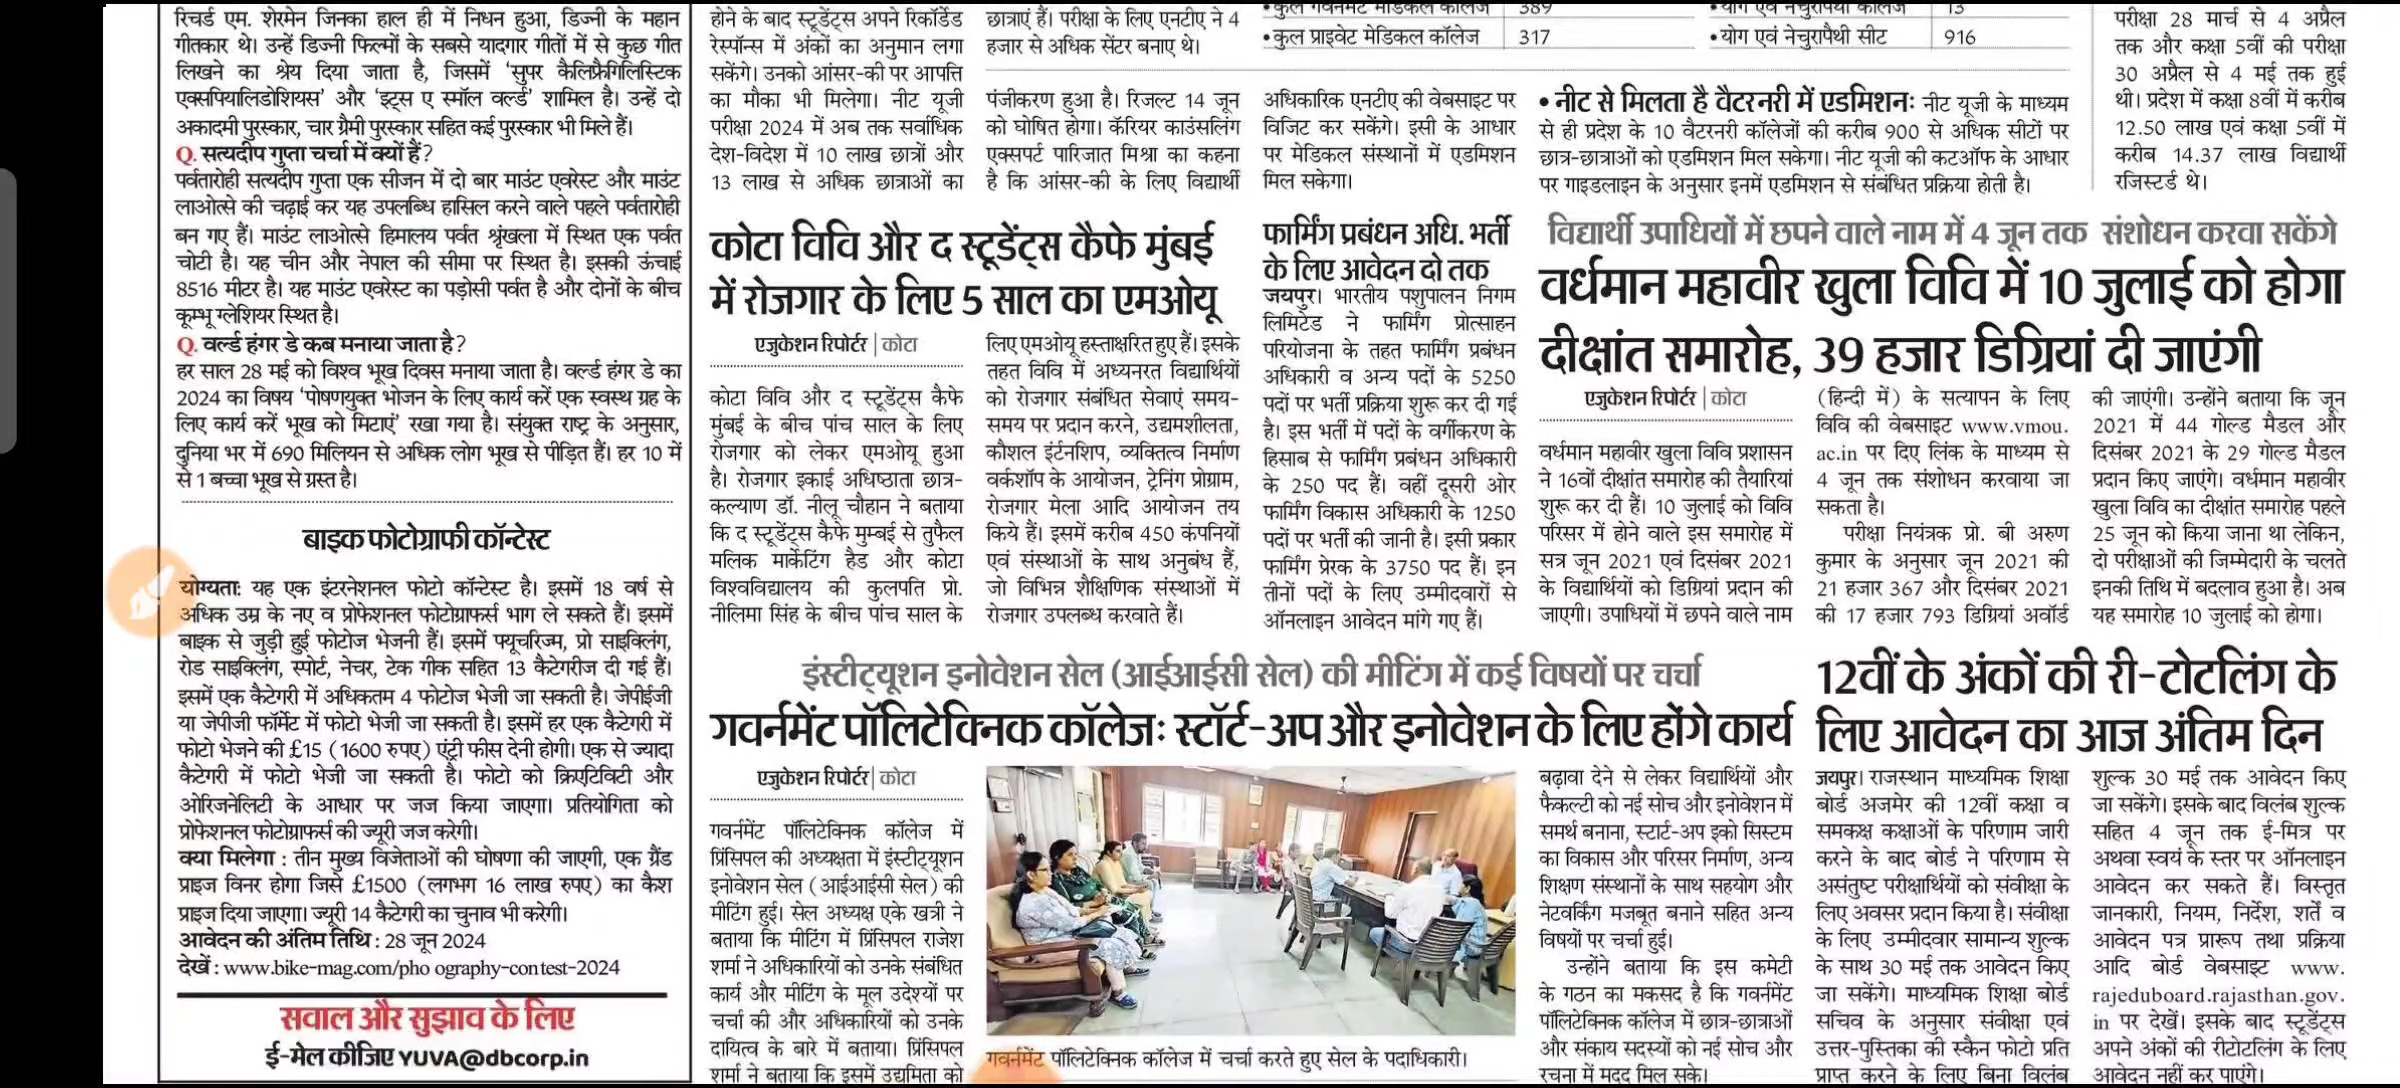 रिचर्ड एम. शेरमेन जिनका हाल ही में निधन हुआ, डिज्नी के महान
गीतकार थे। उन्हें डिज्नी फिल्मों के सबसे यादगार गीतों में से कुछ गीत
लिखने का श्रेय दिया जाता है, जिसमें ‘सुपर कैलिफ्रैगिलिस्टिक
एक्सपियालिडोशियस’ और ‘इट्स ए स्मॉल वर्ल्ड’ शामिल है। उन्हें दो
अकादमी पुरस्कार, चार ग्रैमी पुरस्कार सहित कई पुरस्कार भी मिले हैं।
Q. सत्यदीप गुप्ता चर्चा में क्यों हैं?
पर्वतारोही सत्यदीप गुप्ता एक सीजन में दो बार माउंट एवरेस्ट और माउंट
लाओत्से की चढ़ाई कर यह उपलब्धि हासिल करने वाले पहले पर्वतारोही
बन गए हैं। माउंट लाओत्से हिमालय पर्वत श्रृंखला में स्थित एक पर्वत
चोटी है। यह चीन और नेपाल की सीमा पर स्थित है। इसकी ऊंचाई
8516 मीटर है। यह माउंट एवरेस्ट का पड़ोसी पर्वत है और दोनों के बीच
कूम्भू ग्लेशियर स्थित है।
Q. वर्ल्ड हंगर डे कब मनाया जाता है?
हर साल 28 मई को विश्व भूख दिवस मनाया जाता है। वर्ल्ड हंगर डे का
2024 का विषय ‘पोषणयुक्त भोजन के लिए कार्य करें एक स्वस्थ ग्रह के
लिए कार्य करें भूख को मिटाएं’ रखा गया है। संयुक्त राष्ट्र के अनुसार,
दुनिया भर में 690 मिलियन से अधिक लोग भूख से पीड़ित हैं। हर 10 में
से 1 बच्चा भूख से ग्रस्त है।
बाइक फोटोग्राफी कॉन्टेस्ट
योग्यता: यह एक इंटरनेशनल फोटो कॉन्टेस्ट है। इसमें 18 वर्ष से
अधिक उम्र के नए व प्रोफेशनल फोटोग्राफर्स भाग ले सकते हैं। इसमें
बाइक से जुड़ी हुई फोटोज भेजनी हैं। इसमें फ्यूचरिज्म, प्रो साइक्लिंग,
रोड साइक्लिंग, स्पोर्ट, नेचर, टेक गीक सहित 13 कैटेगरीज दी गई हैं।
इसमें एक कैटेगरी में अधिकतम 4 फोटोज भेजी जा सकती है। जेपीईजी
या जेपीजी फॉर्मेट में फोटो भेजी जा सकती है। इसमें हर एक कैटेगरी में
फोटो भेजने की £15 (1600 रुपए) एंट्री फीस देनी होगी। एक से ज्यादा
कैटेगरी में फोटो भेजी जा सकती है। फोटो को क्रिएटिविटी और
ओरिजनेलिटी के आधार पर जज किया जाएगा। प्रतियोगिता को
प्रोफेशनल फोटोग्राफर्स की ज्यूरी जज करेगी।
क्या मिलेगा : तीन मुख्य विजेताओं की घोषणा की जाएगी, एक ग्रैंड
प्राइज विनर होगा जिसे £1500 (लगभग 16 लाख रुपए) का कैश
प्राइज दिया जाएगा। ज्यूरी 14 कैटेगरी का चुनाव भी करेगी।
आवेदन की अंतिम तिथि : 28 जून 2024
देखें : www.bike-mag.com/pho ography-contest-2024
सवाल और सुझाव के लिए
ई-मेल कीजिए YUVA@dbcorp.in
होने के बाद स्टूडेंट्स अपने रिकॉर्डेड
रेस्पॉन्स में अंकों का अनुमान लगा
सकेंगे। उनको आंसर-की पर आपत्ति
का मौका भी मिलेगा। नीट यूजी
परीक्षा 2024 में अब तक सर्वाधिक
देश-विदेश में 10 लाख छात्रों और
13 लाख से अधिक छात्राओं का
छात्राएं हैं। परीक्षा के लिए एनटीए ने 4
हजार से अधिक सेंटर बनाए थे।
पंजीकरण हुआ है। रिजल्ट 14 जून
को घोषित होगा। कॅरियर काउंसलिंग
एक्सपर्ट पारिजात मिश्रा का कहना
है कि आंसर-की के लिए विद्यार्थी
• कुल गवर्नमेंट मेडिकल कॉलेज 389
• कुल प्राइवेट मेडिकल कॉलेज 317
• योग एवं नेचुरोपैथी कॉलेज 13
• योग एवं नेचुरोपैथी सीट 916
अधिकारिक एनटीए की वेबसाइट पर
विजिट कर सकेंगे। इसी के आधार
पर मेडिकल संस्थानों में एडमिशन
मिल सकेगा।
• नीट से मिलता है वैटरनरी में एडमिशन: नीट यूजी के माध्यम
से ही प्रदेश के 10 वैटरनरी कॉलेजों की करीब 900 से अधिक सीटों पर
छात्र-छात्राओं को एडमिशन मिल सकेगा। नीट यूजी की कटऑफ के आधार
पर गाइडलाइन के अनुसार इनमें एडमिशन से संबंधित प्रक्रिया होती है।
परीक्षा 28 मार्च से 4 अप्रैल
तक और कक्षा 5वीं की परीक्षा
30 अप्रैल से 4 मई तक हुई
थी। प्रदेश में कक्षा 8वीं में करीब
12.50 लाख एवं कक्षा 5वीं में
करीब 14.37 लाख विद्यार्थी
रजिस्टर्ड थे।
कोटा विवि और द स्टूडेंट्स कैफे मुंबई
में रोजगार के लिए 5 साल का एमओयू
एजुकेशन रिपोर्टर | कोटा
कोटा विवि और द स्टूडेंट्स कैफे
मुंबई के बीच पांच साल के लिए
रोजगार को लेकर एमओयू हुआ
है। रोजगार इकाई अधिष्ठाता छात्र-
कल्याण डॉ. नीलू चौहान ने बताया
कि द स्टूडेंट्स कैफे मुम्बई से तुफैल
मलिक मार्केटिंग हैड और कोटा
विश्वविद्यालय की कुलपति प्रो.
नीलिमा सिंह के बीच पांच साल के
लिए एमओयू हस्ताक्षरित हुए हैं। इसके
तहत विवि में अध्यनरत विद्यार्थियों
को रोजगार संबंधित सेवाएं समय-
समय पर प्रदान करने, उद्यमशीलता,
कौशल इंर्टनशिप, व्यक्तित्व निर्माण
वर्कशॉप के आयोजन, ट्रेनिंग प्रोग्राम,
रोजगार मेला आदि आयोजन तय
किये हैं। इसमें करीब 450 कंपनियों
एवं संस्थाओं के साथ अनुबंध हैं,
जो विभिन्न शैक्षिणिक संस्थाओं में
रोजगार उपलब्ध करवाते हैं।
फार्मिंग प्रबंधन अधि. भर्ती
के लिए आवेदन दो तक
जयपुर। भारतीय पशुपालन निगम
लिमिटेड ने फार्मिंग प्रोत्साहन
परियोजना के तहत फार्मिंग प्रबंधन
अधिकारी व अन्य पदों के 5250
पदों पर भर्ती प्रक्रिया शुरू कर दी गई
है। इस भर्ती में पदों के वर्गीकरण के
हिसाब से फार्मिंग प्रबंधन अधिकारी
के 250 पद हैं। वहीं दूसरी ओर
फार्मिंग विकास अधिकारी के 1250
पदों पर भर्ती की जानी है। इसी प्रकार
फार्मिंग प्रेरक के 3750 पद हैं। इन
तीनों पदों के लिए उम्मीदवारों से
ऑनलाइन आवेदन मांगे गए हैं।
विद्यार्थी उपाधियों में छपने वाले नाम में 4 जून तक संशोधन करवा सकेंगे
वर्धमान महावीर खुला विवि में 10 जुलाई को होगा
दीक्षांत समारोह, 39 हजार डिग्रियां दी जाएंगी
एजुकेशन रिपोर्टर | कोटा
वर्धमान महावीर खुला विवि प्रशासन
ने 16वों दीक्षांत समारोह की तैयारियां
शुरू कर दी हैं। 10 जुलाई को विवि
परिसर में होने वाले इस समारोह में
सत्र जून 2021 एवं दिसंबर 2021
के विद्यार्थियों को डिग्रियां प्रदान की
जाएगी। उपाधियों में छपने वाले नाम
(हिन्दी में) के सत्यापन के लिए
विवि की वेबसाइट www.vmou.
ac.in पर दिए लिंक के माध्यम से
4 जून तक संशोधन करवाया जा
सकता है।
परीक्षा नियंत्रक प्रो. बी अरुण
कुमार के अनुसार जून 2021 की
21 हजार 367 और दिसंबर 2021
की 17 हजार 793 डिग्रियां अवॉर्ड
की जाएंगी। उन्होंने बताया कि जून
2021 में 44 गोल्ड मैडल और
दिसंबर 2021 के 29 गोल्ड मैडल
प्रदान किए जाएंगे। वर्धमान महावीर
खुला विवि का दीक्षांत समारोह पहले
25 जून को किया जाना था लेकिन,
दो परीक्षाओं की जिम्मेदारी के चलते
इनकी तिथि में बदलाव हुआ है। अब
यह समारोह 10 जुलाई को होगा।
इंस्टीट्यूशन इनोवेशन सेल (आईआईसी सेल) की मीटिंग में कई विषयों पर चर्चा
गवर्नमेंट पॉलिटेक्निक कॉलेजः स्टॉर्ट-अप और इनोवेशन के लिए होंगे कार्य
एजुकेशन रिपोर्टर | कोटा
गवर्नमेंट पॉलिटेक्निक कॉलेज में
प्रिंसिपल की अध्यक्षता में इंस्टीट्यूशन
इनोवेशन सेल (आईआईसी सेल) की
मीटिंग हुई। सेल अध्यक्ष एके खत्री ने
बताया कि मीटिंग में प्रिंसिपल राजेश
शर्मा ने अधिकारियों को उनके संबंधित
कार्य और मीटिंग के मूल उदेश्यों पर
चर्चा की और अधिकारियों को उनके
दायित्व के बारे में बताया। प्रिंसिपल
शर्मा ने बताया कि इसमें उद्यमिता को
गवर्नमेंट पॉलिटेक्निक कॉलेज में चर्चा करते हुए सेल के पदाधिकारी।
बढ़ावा देने से लेकर विद्यार्थियों और
फैकल्टी को नई सोच और इनोवेशन में
समर्थ बनाना, स्टार्ट-अप इको सिस्टम
का विकास और परिसर निर्माण, अन्य
शिक्षण संस्थानों के साथ सहयोग और
नेटवर्किंग मजबूत बनाने सहित अन्य
विषयों पर चर्चा हुई।
उन्होंने बताया कि इस कमेटी
के गठन का मकसद है कि गवर्नमेंट
पॉलिटेक्निक कॉलेज में छात्र-छात्राओं
और संकाय सदस्यों को नई सोच और
रचना में मदद मिल सके।
12वीं के अंकों की री-टोटलिंग के
लिए आवेदन का आज अंतिम दिन
जयपुर। राजस्थान माध्यमिक शिक्षा
बोर्ड अजमेर की 12वीं कक्षा व
समकक्ष कक्षाओं के परिणाम जारी
करने के बाद बोर्ड ने परिणाम से
असंतुष्ट परीक्षार्थियों को संवीक्षा के
लिए अवसर प्रदान किया है। संवीक्षा
के लिए उम्मीदवार सामान्य शुल्क
के साथ 30 मई तक आवेदन किए
जा सकेंगे। माध्यमिक शिक्षा बोर्ड
सचिव के अनुसार संवीक्षा एवं
उत्तर-पुस्तिका की स्कैन फोटो प्रति
प्राप्त करने के लिए बिना विलंब
शुल्क 30 मई तक आवेदन किए
जा सकेंगे। इसके बाद विलंब शुल्क
सहित 4 जून तक ई-मित्र पर
अथवा स्वयं के स्तर पर ऑनलाइन
आवेदन कर सकते हैं। विस्तृत
जानकारी, नियम, निर्देश, शर्तें व
आवेदन पत्र प्रारूप तथा प्रक्रिया
आदि बोर्ड वेबसाइट www.
rajeduboard.rajasthan.gov.
in पर देखें। इसके बाद स्टूडेंट्स
अपने अंकों की रीटोटलिंग के लिए
आवेदन नहीं कर पाएंगे।